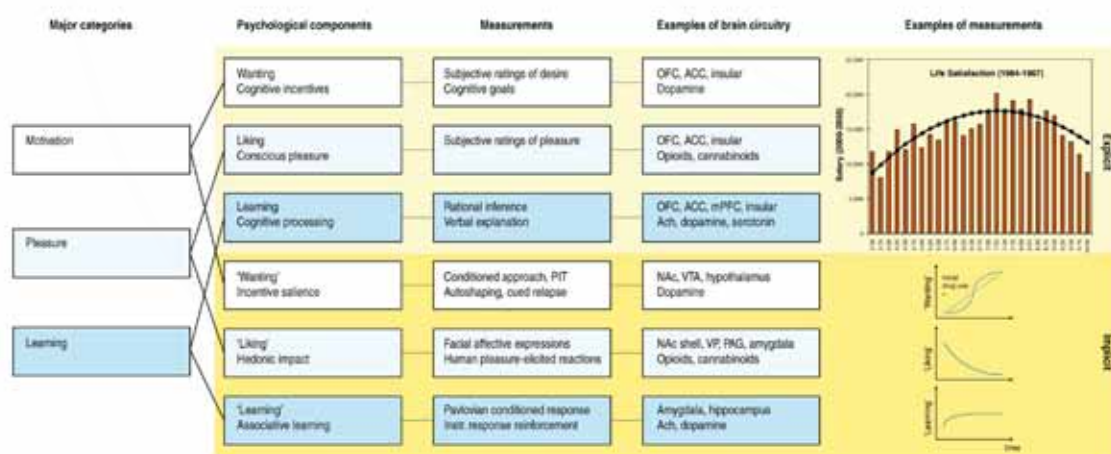 Major categories
Psychological components
Measurements
Examples of brain circuitry
Examples of measurements
Motivation
Pleasure
Learning
Wanting
Cognitive incentives
Subjective ratings of desire
Cognitive goals
OFC, ACC, insular
Dopamine
Liking
Conscious pleasure
Subjective ratings of pleasure
OFC, ACC, insular
Opioids, cannabinoids
Learning
Cognitive processing
Rational inference
Verbal explanation
OFC, ACC, mPFC, insular
Ach, dopamine, serotonin
'Wanting'
Incentive salience
Conditioned approach, PIT
Autoshaping, cued relapse
NAc, VTA, hypothalamus
Dopamine
'Liking'
Hedonic impact
Facial affective expressions
Human pleasure-elicited reactions
NAc shell, VP, PAG, amygdala
Opioids, cannabinoids
'Learning'
Associative learning
Pavlovian conditioned response
Instr. response reinforcement
Amygdala, hippocampus
Ach, dopamine
Life Satisfaction
Salary
Explicit
'Wanting'
'Liking'
'Learning'
Implicit